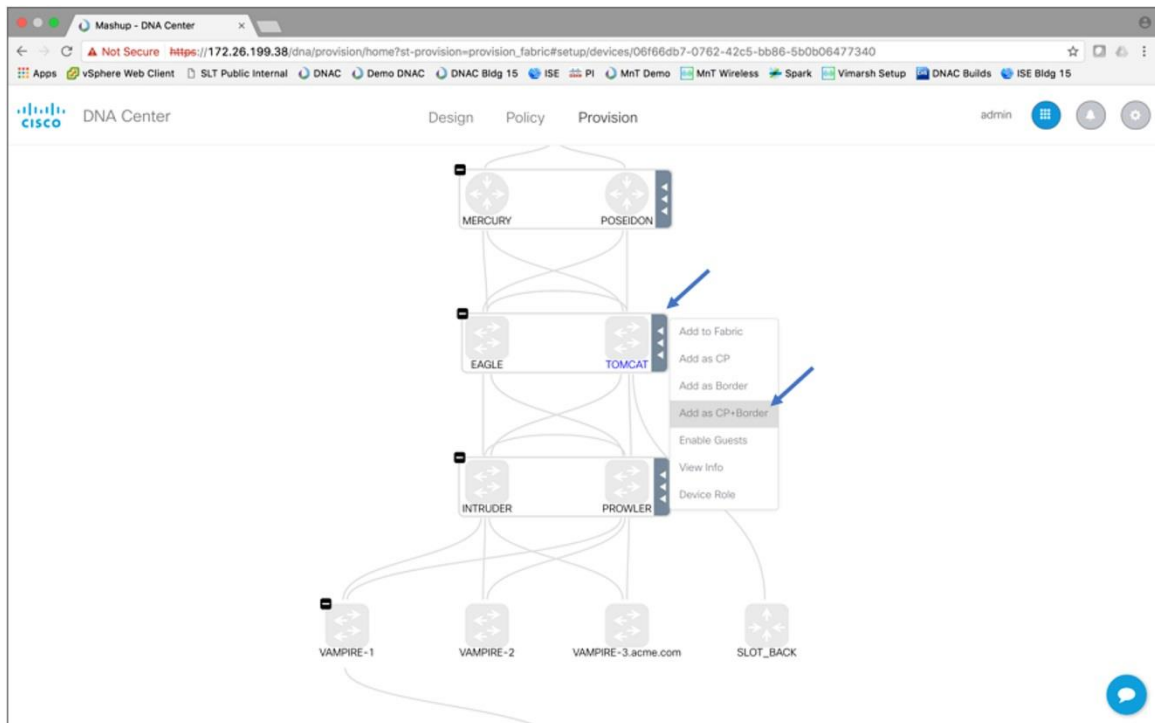 Mashup - DNA Center
Not Secure https://172.26.199.38/dna/provision/home?st-provision=provision_fabric#setup/devices/06f66db7-0762-42c5-bb86-5b0b06477340
Apps vSphere Web Client SLT Public Internal DNAC Demo DNAC DNAC Bldg 15 ISE PI MnT Demo MnT Wireless Spark Vimarsh Setup DNAC Builds ISE Bldg 15
CISCO DNA Center Design Policy Provision admin
MERCURY POSEIDON
EAGLE TOMCAT
Add to Fabric
Add as CP
Add as Border
Add as CP+Border
Enable Guests
View Info
Device Role
INTRUDER PROWLER
VAMPIRE-1 VAMPIRE-2 VAMPIRE-3.acme.com SLOT_BACK